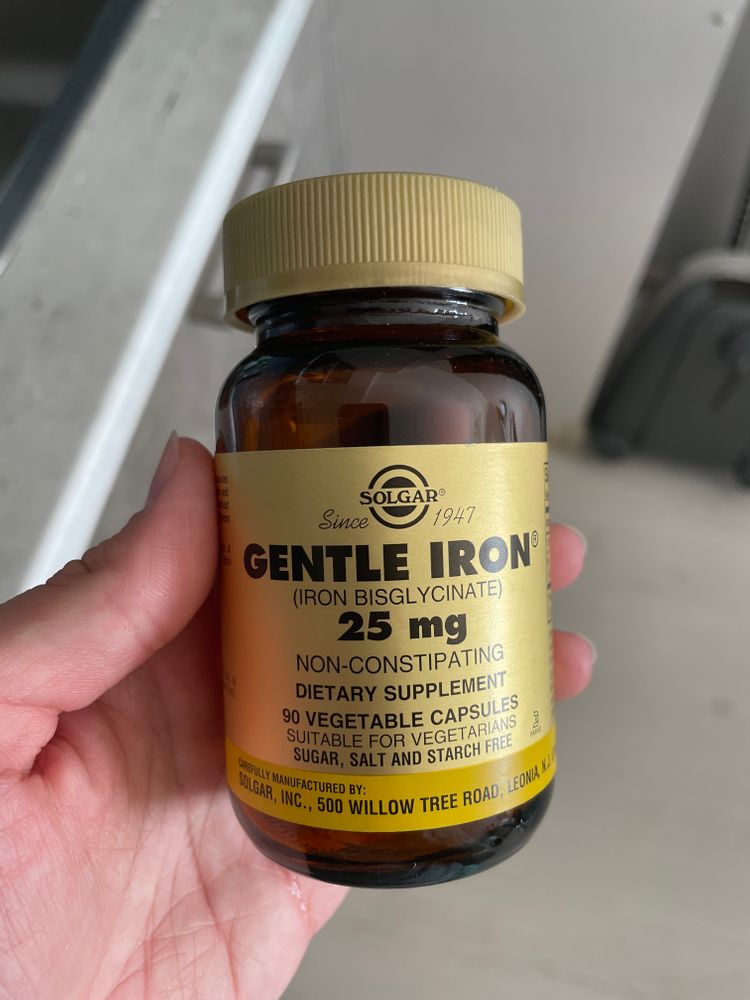 SOLGAR®
Since 1947
GENTLE IRON®
(IRON BISGLYCINATE)
25 mg
NON-CONSTIPATING
DIETARY SUPPLEMENT
90 VEGETABLE CAPSULES
SUITABLE FOR VEGETARIANS
SUGAR, SALT AND STARCH FREE
CAREFULLY MANUFACTURED BY:
SOLGAR, INC., 500 WILLOW TREE ROAD, LEONIA, N.J.